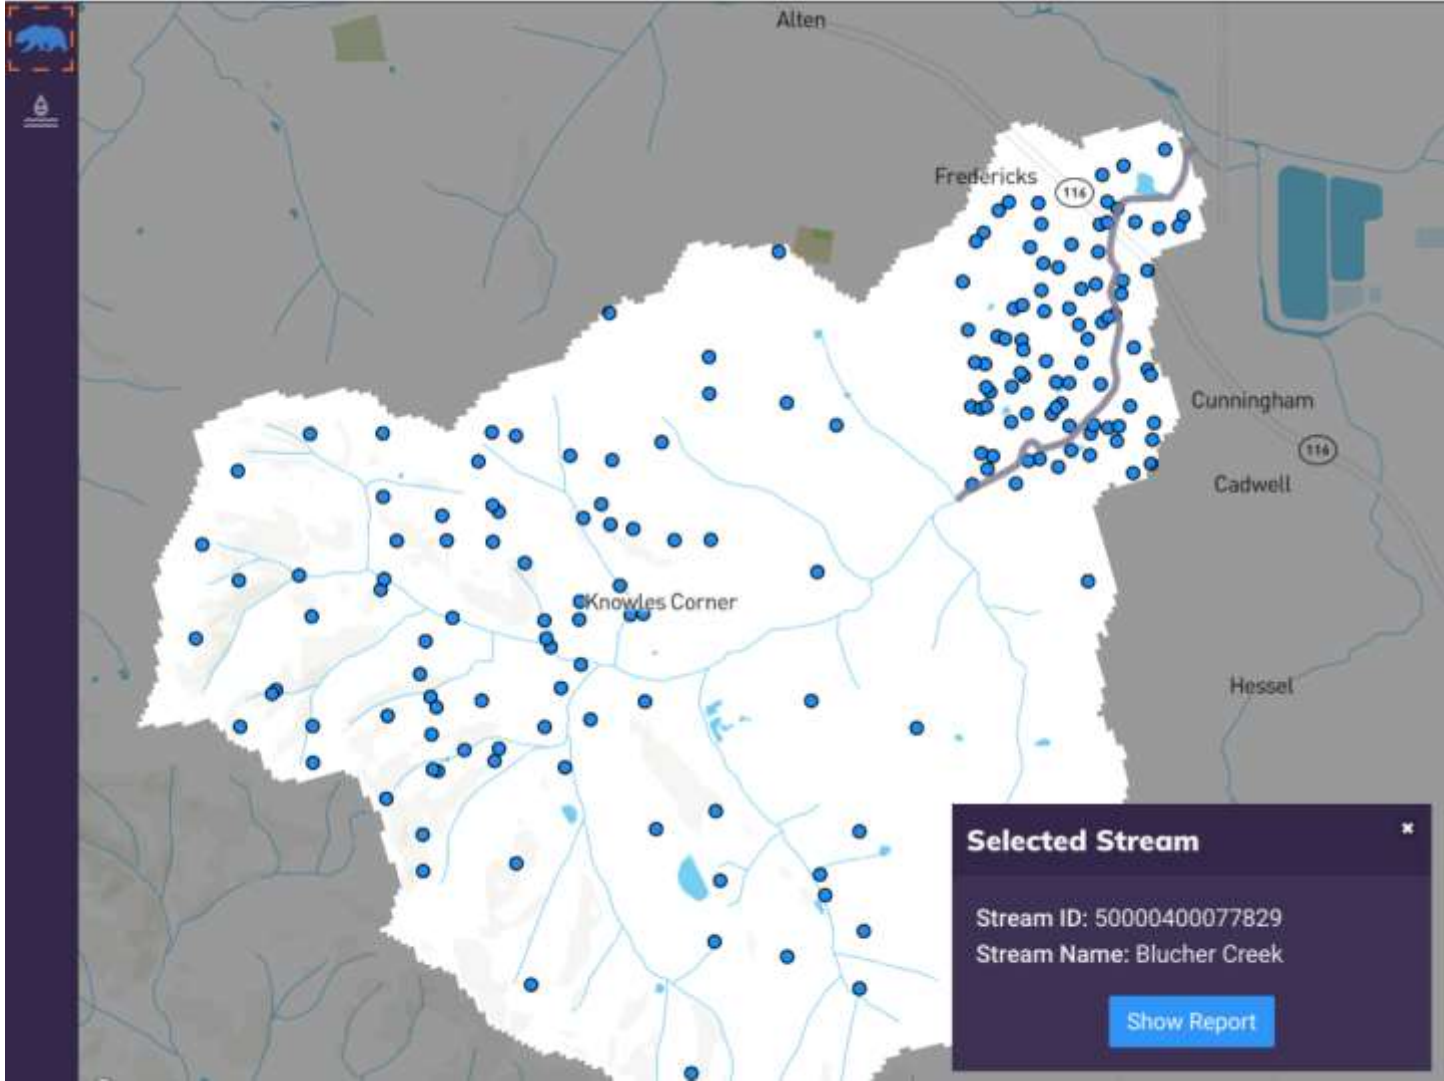 Alten
Fredericks
116
Cunningham
116
Cadwell
Knowles Corner
Hessel
Selected Stream
Stream ID: 50000400077829
Stream Name: Blucher Creek
Show Report